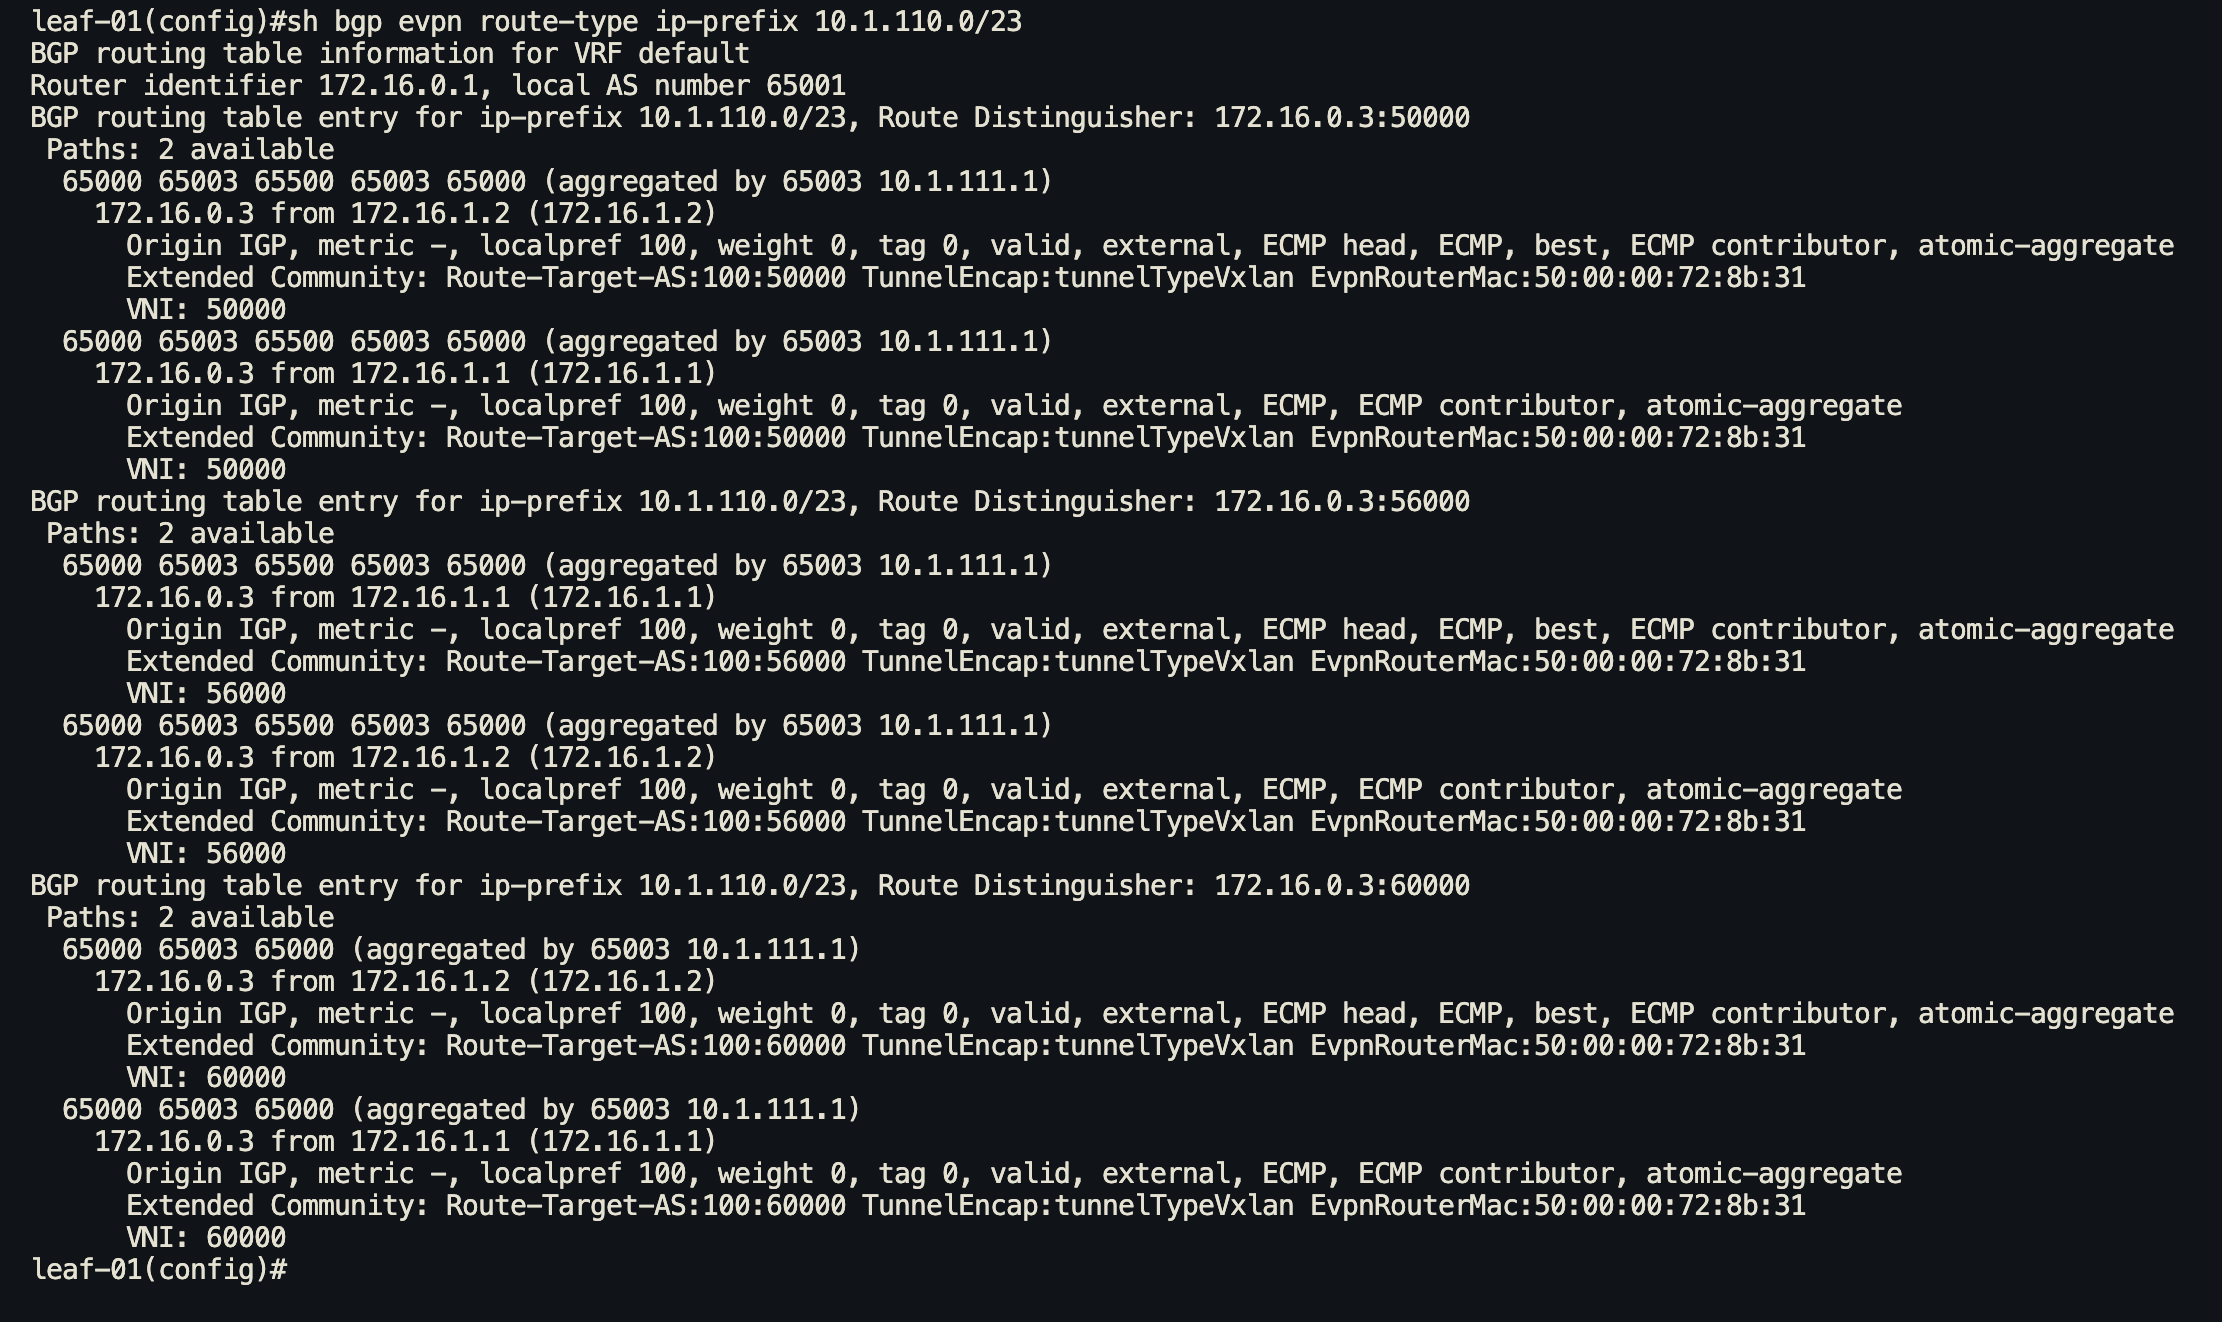 leaf-01(config)#sh bgp evpn route-type ip-prefix 10.1.110.0/23
BGP routing table information for VRF default
Router identifier 172.16.0.1, local AS number 65001
BGP routing table entry for ip-prefix 10.1.110.0/23, Route Distinguisher: 172.16.0.3:50000
 Paths: 2 available
  65000 65003 65500 65003 65000 (aggregated by 65003 10.1.111.1)
    172.16.0.3 from 172.16.1.2 (172.16.1.2)
      Origin IGP, metric -, localpref 100, weight 0, tag 0, valid, external, ECMP head, ECMP, best, ECMP contributor, atomic-aggregate
      Extended Community: Route-Target-AS:100:50000 TunnelEncap:tunnelTypeVxlan EvpnRouterMac:50:00:00:72:8b:31
      VNI: 50000
  65000 65003 65500 65003 65000 (aggregated by 65003 10.1.111.1)
    172.16.0.3 from 172.16.1.1 (172.16.1.1)
      Origin IGP, metric -, localpref 100, weight 0, tag 0, valid, external, ECMP, ECMP contributor, atomic-aggregate
      Extended Community: Route-Target-AS:100:50000 TunnelEncap:tunnelTypeVxlan EvpnRouterMac:50:00:00:72:8b:31
      VNI: 50000
BGP routing table entry for ip-prefix 10.1.110.0/23, Route Distinguisher: 172.16.0.3:56000
 Paths: 2 available
  65000 65003 65500 65003 65000 (aggregated by 65003 10.1.111.1)
    172.16.0.3 from 172.16.1.1 (172.16.1.1)
      Origin IGP, metric -, localpref 100, weight 0, tag 0, valid, external, ECMP head, ECMP, best, ECMP contributor, atomic-aggregate
      Extended Community: Route-Target-AS:100:56000 TunnelEncap:tunnelTypeVxlan EvpnRouterMac:50:00:00:72:8b:31
      VNI: 56000
  65000 65003 65500 65003 65000 (aggregated by 65003 10.1.111.1)
    172.16.0.3 from 172.16.1.2 (172.16.1.2)
      Origin IGP, metric -, localpref 100, weight 0, tag 0, valid, external, ECMP, ECMP contributor, atomic-aggregate
      Extended Community: Route-Target-AS:100:56000 TunnelEncap:tunnelTypeVxlan EvpnRouterMac:50:00:00:72:8b:31
      VNI: 56000
BGP routing table entry for ip-prefix 10.1.110.0/23, Route Distinguisher: 172.16.0.3:60000
 Paths: 2 available
  65000 65003 65000 (aggregated by 65003 10.1.111.1)
    172.16.0.3 from 172.16.1.2 (172.16.1.2)
      Origin IGP, metric -, localpref 100, weight 0, tag 0, valid, external, ECMP head, ECMP, best, ECMP contributor, atomic-aggregate
      Extended Community: Route-Target-AS:100:60000 TunnelEncap:tunnelTypeVxlan EvpnRouterMac:50:00:00:72:8b:31
      VNI: 60000
  65000 65003 65000 (aggregated by 65003 10.1.111.1)
    172.16.0.3 from 172.16.1.1 (172.16.1.1)
      Origin IGP, metric -, localpref 100, weight 0, tag 0, valid, external, ECMP, ECMP contributor, atomic-aggregate
      Extended Community: Route-Target-AS:100:60000 TunnelEncap:tunnelTypeVxlan EvpnRouterMac:50:00:00:72:8b:31
      VNI: 60000
leaf-01(config)#